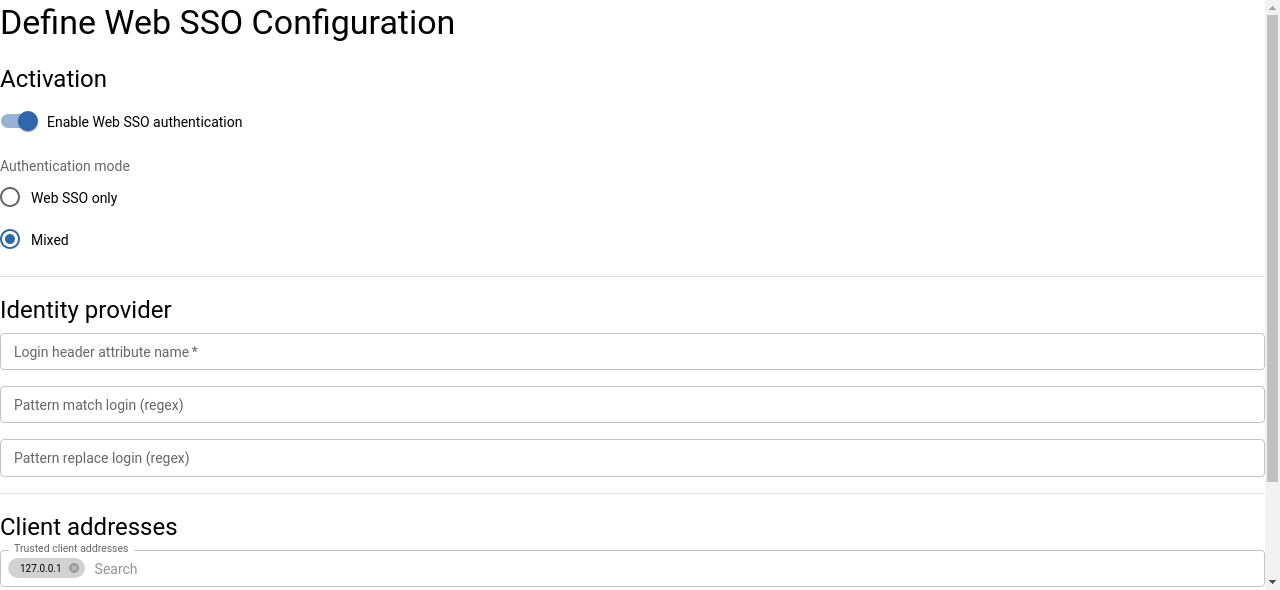 Define Web SSO Configuration
Activation
Enable Web SSO authentication
Authentication mode
Web SSO only
Mixed
Identity provider
Login header attribute name *
Pattern match login (regex)
Pattern replace login (regex)
Client addresses
Trusted client addresses
127.0.0.1 Search